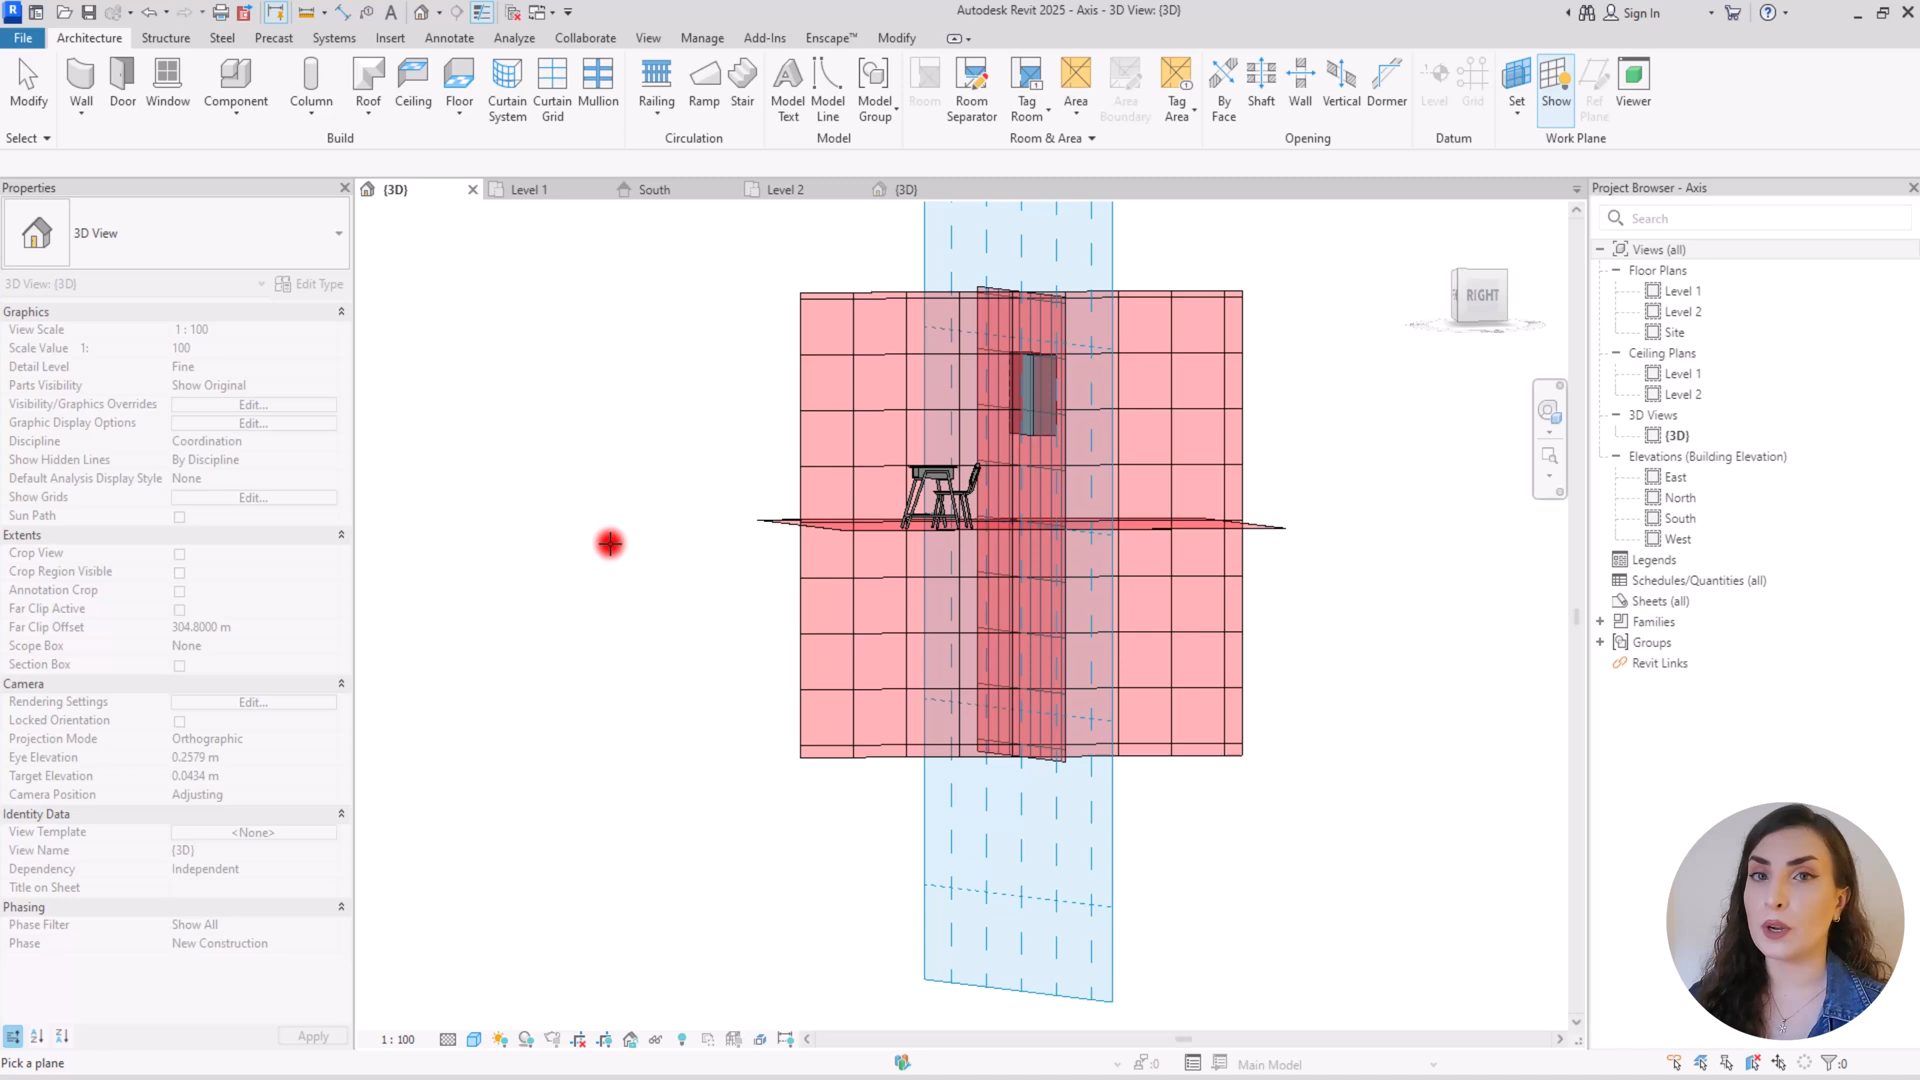 Autodesk Revit 2025 - Axis - 3D View: {3D}
Sign In
File Architecture Structure Steel Precast Systems Insert Annotate Analyze Collaborate View Manage Add-Ins Enscape™ Modify
Modify Wall Door Window Component Column Roof Ceiling Floor Curtain System Curtain Grid Mullion Railing Ramp Stair Model Text Model Line Model Group Room Room Separator Tag Room Area Area Boundary Tag Area By Face Shaft Wall Vertical Dormer Level Grid Set Show Ref Plane Viewer
Select Build Circulation Model Room & Area Opening Datum Work Plane
Properties
{3D} Level 1 South Level 2 {3D}
Project Browser - Axis
3D View
3D View: {3D} Edit Type
Graphics
View Scale 1 : 100
Scale Value 1: 100
Detail Level Fine
Parts Visibility Show Original
Visibility/Graphics Overrides Edit...
Graphic Display Options Edit...
Discipline Coordination
Show Hidden Lines By Discipline
Default Analysis Display Style None
Show Grids Edit...
Sun Path
Extents
Crop View
Crop Region Visible
Annotation Crop
Far Clip Active
Far Clip Offset 304.8000 m
Scope Box None
Section Box
Camera
Rendering Settings Edit...
Locked Orientation
Projection Mode Orthographic
Eye Elevation 0.2579 m
Target Elevation 0.0434 m
Camera Position Adjusting
Identity Data
View Template <None>
View Name {3D}
Dependency Independent
Title on Sheet
Phasing
Phase Filter Show All
Phase New Construction
Apply
RIGHT
Search
Views (all)
Floor Plans
Level 1
Level 2
Site
Ceiling Plans
Level 1
Level 2
3D Views
{3D}
Elevations (Building Elevation)
East
North
South
West
Legends
Schedules/Quantities (all)
Sheets (all)
Families
Groups
Revit Links
1 : 100
Pick a plane
:0
Main Model
:0